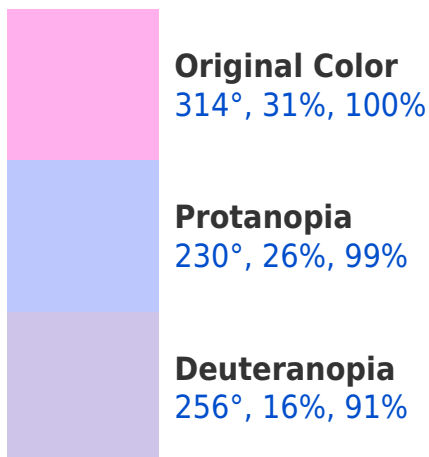 Original Color
314°, 31%, 100%
Protanopia
230°, 26%, 99%
Deuteranopia
256°, 16%, 91%